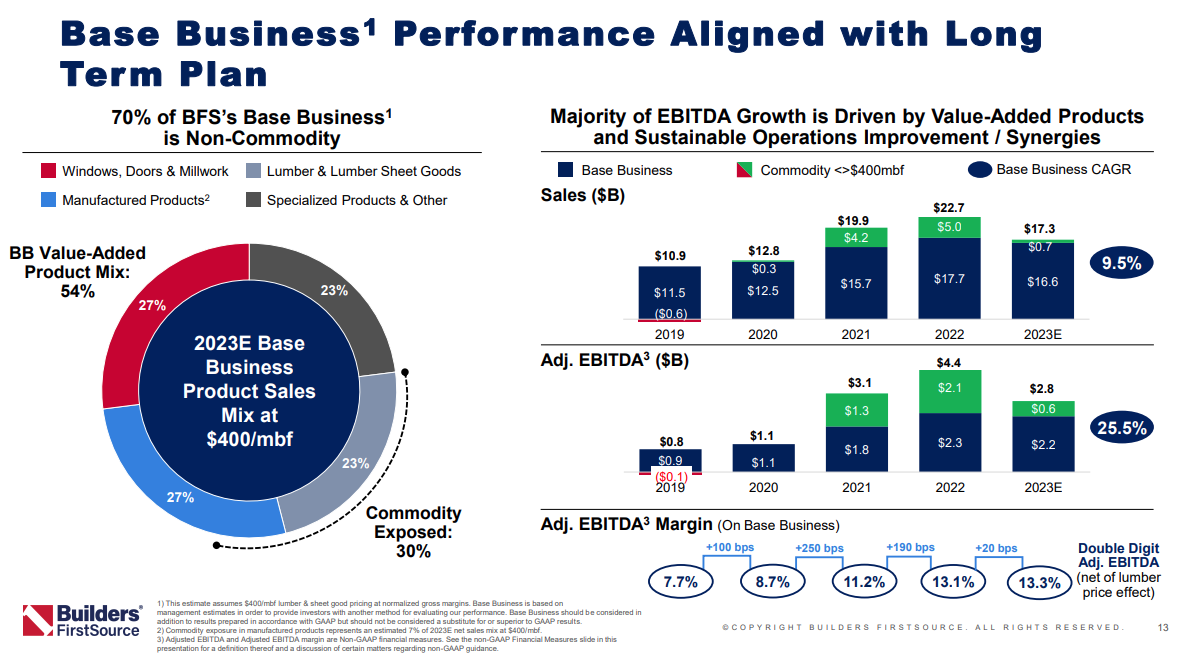 Base Business¹ Performance Aligned with Long
Term Plan
70% of BFS's Base Business¹
is Non-Commodity
Windows, Doors & Millwork
Lumber & Lumber Sheet Goods
Manufactured Products²
Specialized Products & Other
BB Value-Added
Product Mix:
54%
27%
23%
23%
27%
2023E Base
Business
Product Sales
Mix at
$400/mbf
Commodity
Exposed:
30%
Majority of EBITDA Growth is Driven by Value-Added Products
and Sustainable Operations Improvement / Synergies
Base Business
Commodity <>$400mbf
Base Business CAGR
Sales ($B)
$10.9
$11.5
($0.6)
2019
$12.8
$0.3
$12.5
2020
$19.9
$4.2
$15.7
2021
$22.7
$5.0
$17.7
2022
$17.3
$0.7
$16.6
2023E
9.5%
Adj. EBITDA³ ($B)
$0.8
$0.9
($0.1)
2019
$1.1
$1.1
2020
$3.1
$1.3
$1.8
2021
$4.4
$2.1
$2.3
2022
$2.8
$0.6
$2.2
2023E
25.5%
Adj. EBITDA³ Margin (On Base Business)
+100 bps
+250 bps
+190 bps
+20 bps
7.7%
8.7%
11.2%
13.1%
13.3%
Double Digit
Adj. EBITDA
(net of lumber
price effect)
Builders®
FirstSource
1) This estimate assumes $400/mbf lumber & sheet good pricing at normalized gross margins. Base Business is based on
management estimates in order to provide investors with another method for evaluating our performance. Base Business should be considered in
addition to results prepared in accordance with GAAP but should not be considered a substitute for or superior to GAAP results.
2) Commodity exposure in manufactured products represents an estimated 7% of 2023E net sales mix at $400/mbf.
3) Adjusted EBITDA and Adjusted EBITDA margin are Non-GAAP financial measures. See the non-GAAP Financial Measures slide in this
presentation for a definition thereof and a discussion of certain matters regarding non-GAAP guidance.
©COPYRIGHT BUILDERS FIRSTSOURCE. ALL RIGHTS RESERVED.
13